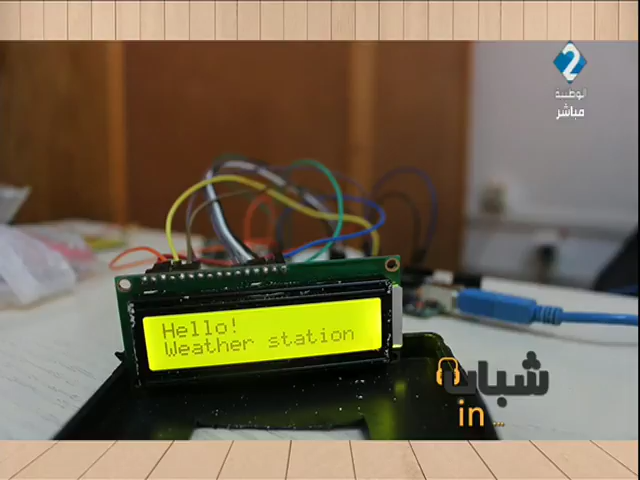 2
الوطنية
مباشر
Hello!
Weather station
شباب
in ...